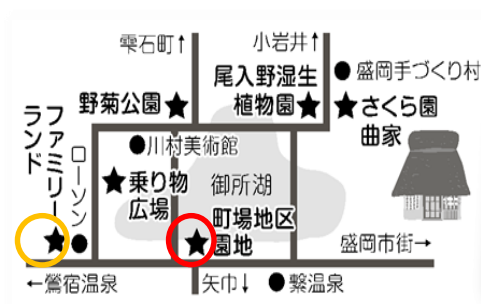 雫石町↑
小岩井↑
尾入野湿生
植物園★
●盛岡手づくり村
野菊公園★
★さくら園
曲家
ファミリー
ランド
★
ローソン
●
●川村美術館
★乗り物
広場
御所湖
町場地区
★園地
盛岡市街→
←鶯宿温泉
矢巾↓
●繋温泉